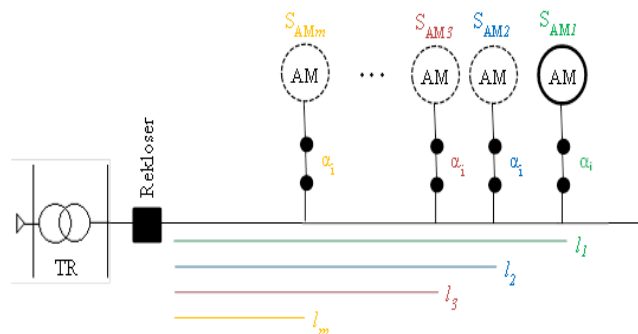 S_AMm S_AM3 S_AM2 S_AM1
AM ... AM AM AM
Rekloser
α_i α_i α_i α_i
TR
l_1
l_2
l_3
l_m